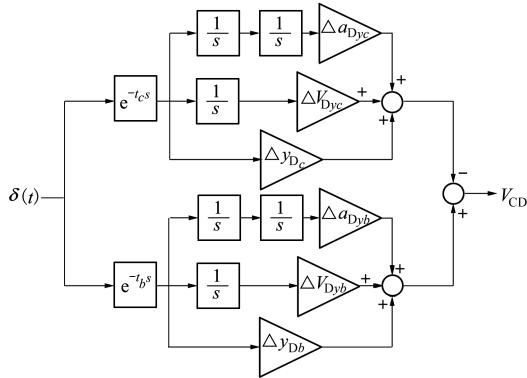 1/s 1/s △a_Dyc
+
e^{-t_c s} 1/s △V_Dyc + +
△y_Dc
−
δ(t) V_CD
+
1/s 1/s △a_Dyb
+
e^{-t_b s} 1/s △V_Dyb + +
△y_Db